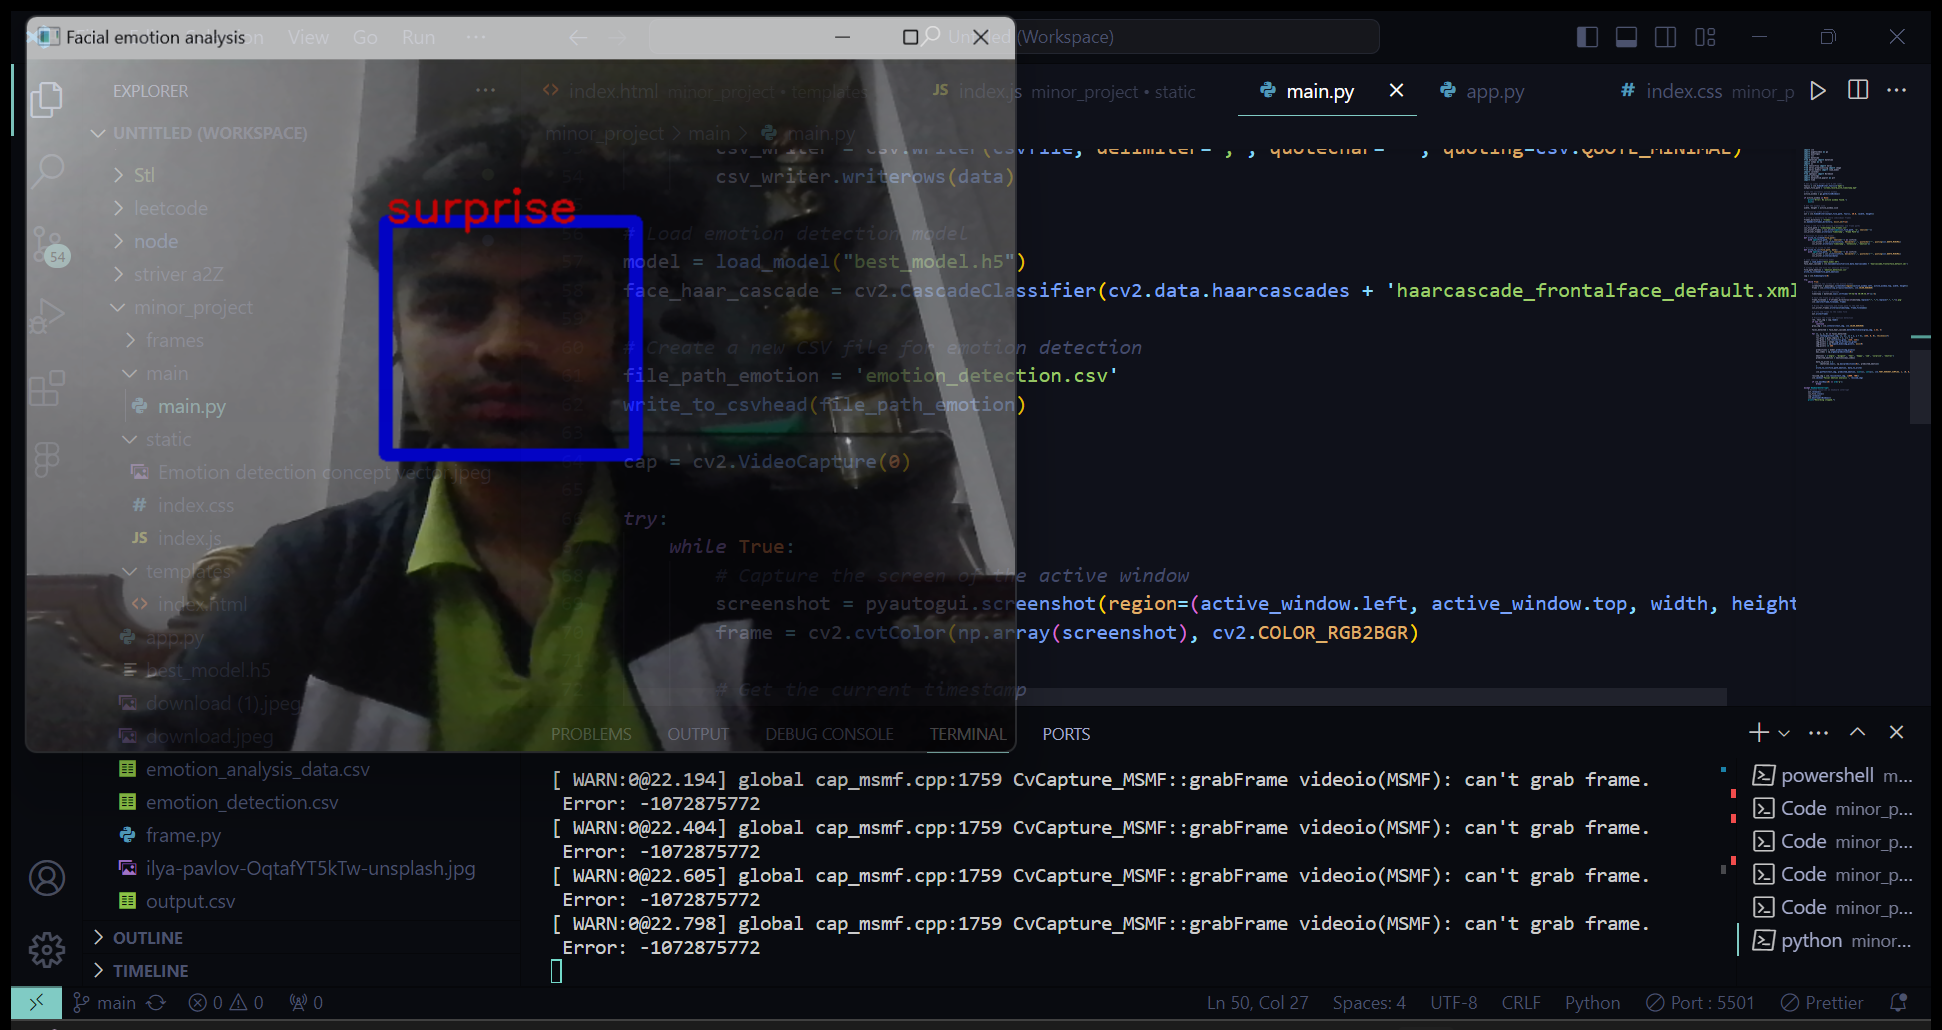 Facial emotion analysis
View Go Run ...
Untitled (Workspace)
EXPLORER
UNTITLED (WORKSPACE)
Stl
leetcode
node
striver a2Z
minor_project
frames
main
main.py
static
Emotion detection concept vector.jpeg
index.css
index.js
templates
index.html
app.py
best_model.h5
download (1).jpeg
download.jpeg
emotion_analysis_data.csv
emotion_detection.csv
frame.py
ilya-pavlov-OqtafYT5kTw-unsplash.jpg
output.csv
OUTLINE
TIMELINE
54
surprise
index.html minor_project • templates
index.js minor_project • static
main.py
app.py
index.css minor_p
minor_project > main > main.py
csv_writer = csv.writer(csvfile, delimiter=',', quotechar='"', quoting=csv.QUOTE_MINIMAL)
csv_writer.writerows(data)
# Load emotion detection model
model = load_model("best_model.h5")
face_haar_cascade = cv2.CascadeClassifier(cv2.data.haarcascades + 'haarcascade_frontalface_default.xml
# Create a new CSV file for emotion detection
file_path_emotion = 'emotion_detection.csv'
write_to_csvhead(file_path_emotion)
cap = cv2.VideoCapture(0)
try:
while True:
# Capture the screen of the active window
screenshot = pyautogui.screenshot(region=(active_window.left, active_window.top, width, height
frame = cv2.cvtColor(np.array(screenshot), cv2.COLOR_RGB2BGR)
# Get the current timestamp
PROBLEMS OUTPUT DEBUG CONSOLE TERMINAL PORTS
[ WARN:0@22.194] global cap_msmf.cpp:1759 CvCapture_MSMF::grabFrame videoio(MSMF): can't grab frame.
Error: -1072875772
[ WARN:0@22.404] global cap_msmf.cpp:1759 CvCapture_MSMF::grabFrame videoio(MSMF): can't grab frame.
Error: -1072875772
[ WARN:0@22.605] global cap_msmf.cpp:1759 CvCapture_MSMF::grabFrame videoio(MSMF): can't grab frame.
Error: -1072875772
[ WARN:0@22.798] global cap_msmf.cpp:1759 CvCapture_MSMF::grabFrame videoio(MSMF): can't grab frame.
Error: -1072875772
powershell m...
Code minor_p...
Code minor_p...
Code minor_p...
Code minor_p...
python minor...
main 0 0 0
Ln 50, Col 27 Spaces: 4 UTF-8 CRLF Python Port : 5501 Prettier